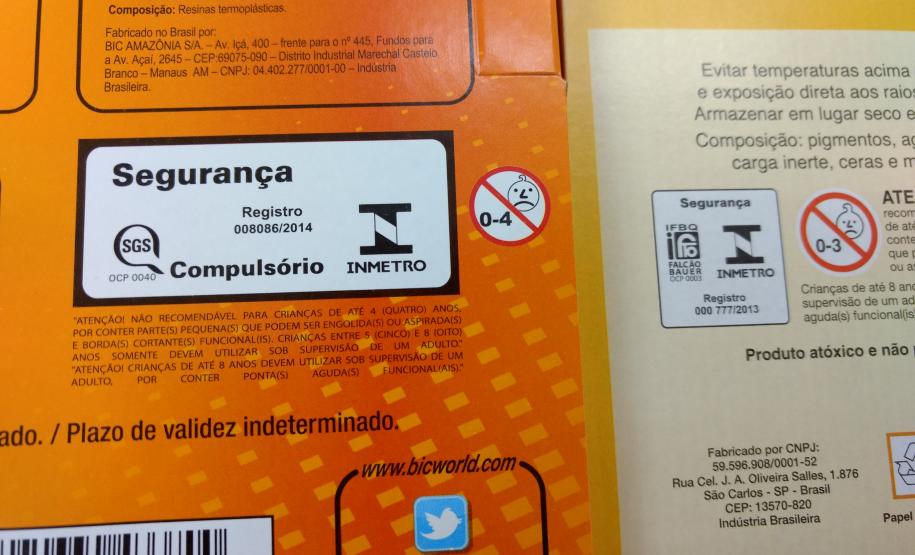 Composição: Resinas termoplásticas.
Fabricado no Brasil por:
BIC AMAZÔNIA S/A. – Av. Içá, 400 – frente para o nº 445, Fundos para
a Av. Açaí, 2645 – CEP:69075-090 – Distrito Industrial Marechal Castelo
Branco – Manaus AM – CNPJ: 04.402.277/0001-00 – Indústria
Brasileira.
Segurança
Registro
008086/2014
SGS
OCP 0040
Compulsório
INMETRO
0-4
"ATENÇÃO! NÃO RECOMENDÁVEL PARA CRIANÇAS DE ATÉ 4 (QUATRO) ANOS,
POR CONTER PARTE(S) PEQUENA(S) QUE PODEM SER ENGOLIDA(S) OU ASPIRADA(S)
E BORDA(S) CORTANTE(S) FUNCIONAL(IS). CRIANÇAS ENTRE 5 (CINCO) E 8 (OITO)
ANOS SOMENTE DEVEM UTILIZAR SOB SUPERVISÃO DE UM ADULTO."
"ATENÇÃO! CRIANÇAS DE ATÉ 8 ANOS DEVEM UTILIZAR SOB SUPERVISÃO DE UM
ADULTO, POR CONTER PONTA(S) AGUDA(S) FUNCIONAL(AIS)."
ado. / Plazo de validez indeterminado.
www.bicworld.com
Evitar temperaturas acima
e exposição direta aos raios
Armazenar em lugar seco e
Composição: pigmentos, ag
carga inerte, ceras e m
Segurança
IFBQ
FALCÃO
BAUER
OCP 0003
INMETRO
Registro
000 777/2013
0-3
ATE
recom
de até
conte
que p
ou a
Crianças de até 8 an
supervisão de um ad
aguda(s) funcional(is
Produto atóxico e não
Fabricado por CNPJ:
59.596.908/0001-52
Rua Cel. J. A. Oliveira Salles, 1.876
São Carlos - SP - Brasil
CEP: 13570-820
Indústria Brasileira
Papel